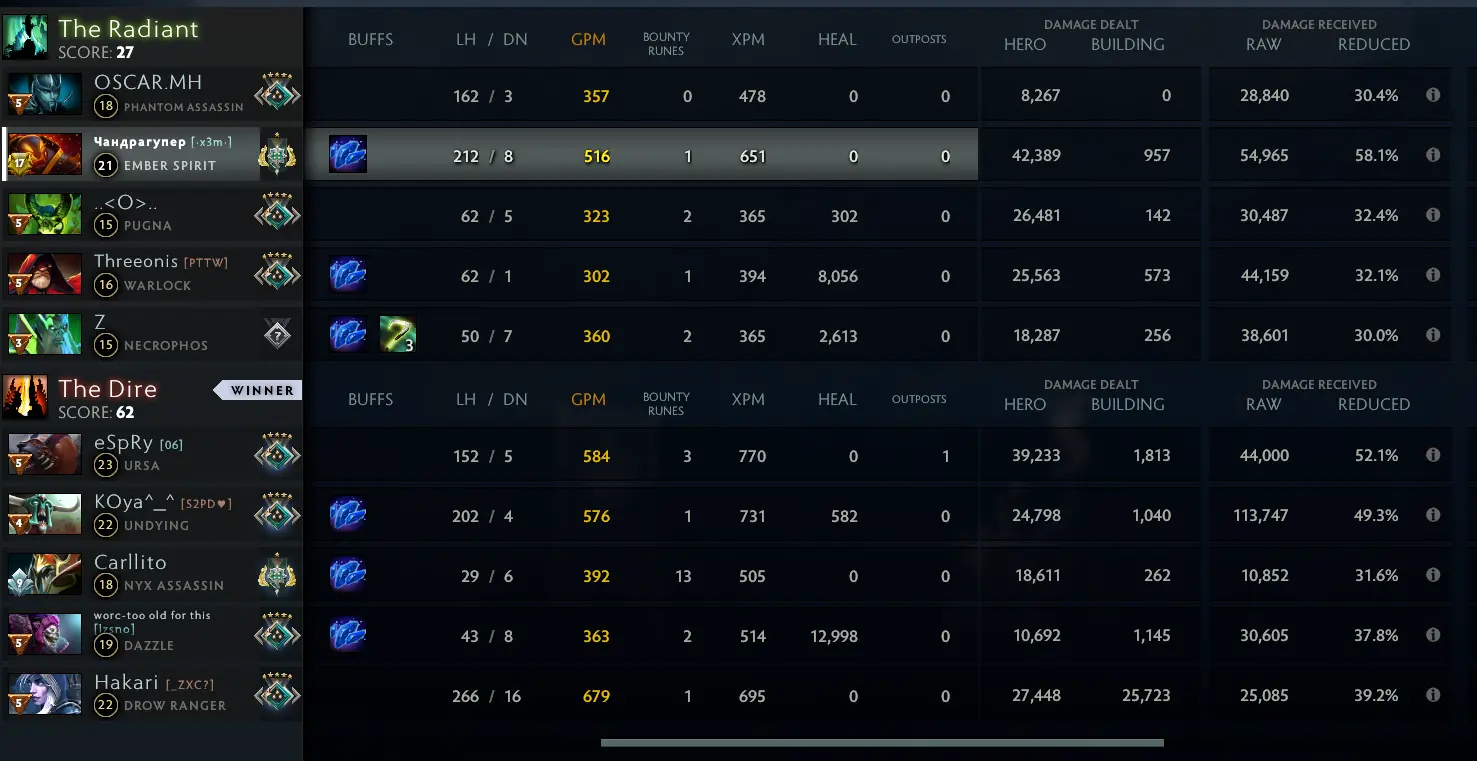 The Radiant
SCORE: 27
BUFFS LH / DN GPM BOUNTY RUNES XPM HEAL OUTPOSTS DAMAGE DEALT HERO BUILDING DAMAGE RECEIVED RAW REDUCED
5 OSCAR.MH 18 PHANTOM ASSASSIN 162 / 3 357 0 478 0 0 8,267 0 28,840 30.4%
17 Чандрагупер [·x3m·] 21 EMBER SPIRIT 212 / 8 516 1 651 0 0 42,389 957 54,965 58.1%
5 ..<O>.. 15 PUGNA 62 / 5 323 2 365 302 0 26,481 142 30,487 32.4%
5 Threeonis [PTTW] 16 WARLOCK 62 / 1 302 1 394 8,056 0 25,563 573 44,159 32.1%
3 Z 15 NECROPHOS ? 3 50 / 7 360 2 365 2,613 0 18,287 256 38,601 30.0%
The Dire WINNER
SCORE: 62
BUFFS LH / DN GPM BOUNTY RUNES XPM HEAL OUTPOSTS DAMAGE DEALT HERO BUILDING DAMAGE RECEIVED RAW REDUCED
5 eSpRy [06] 23 URSA 152 / 5 584 3 770 0 1 39,233 1,813 44,000 52.1%
4 KOya^_^ [S2PD♥] 22 UNDYING 202 / 4 576 1 731 582 0 24,798 1,040 113,747 49.3%
9 Carllito 18 NYX ASSASSIN 29 / 6 392 13 505 0 0 18,611 262 10,852 31.6%
5 worc-too old for this [!zsno] 19 DAZZLE 43 / 8 363 2 514 12,998 0 10,692 1,145 30,605 37.8%
5 Hakari [_ZXC?] 22 DROW RANGER 266 / 16 679 1 695 0 0 27,448 25,723 25,085 39.2%